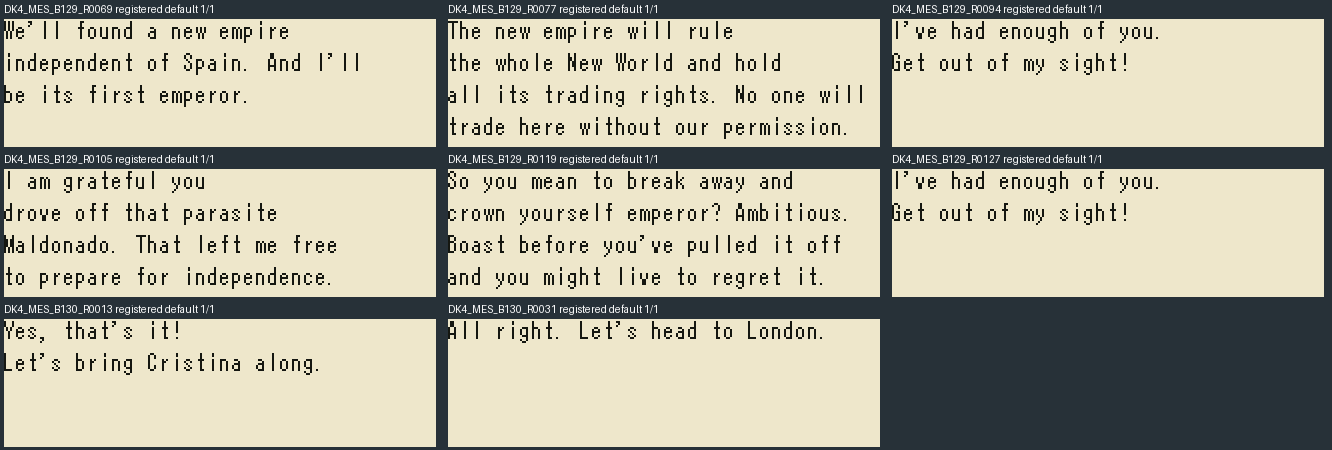 DK4_MES_B129_R0069 registered default 1/1
We'll found a new empire
independent of Spain. And I'll
be its first emperor.
DK4_MES_B129_R0077 registered default 1/1
The new empire will rule
the whole New World and hold
all its trading rights. No one will
trade here without our permission.
DK4_MES_B129_R0094 registered default 1/1
I've had enough of you.
Get out of my sight!
DK4_MES_B129_R0105 registered default 1/1
I am grateful you
drove off that parasite
Maldonado. That left me free
to prepare for independence.
DK4_MES_B129_R0119 registered default 1/1
So you mean to break away and
crown yourself emperor? Ambitious.
Boast before you've pulled it off
and you might live to regret it.
DK4_MES_B129_R0127 registered default 1/1
I've had enough of you.
Get out of my sight!
DK4_MES_B130_R0013 registered default 1/1
Yes, that's it!
Let's bring Cristina along.
DK4_MES_B130_R0031 registered default 1/1
All right. Let's head to London.